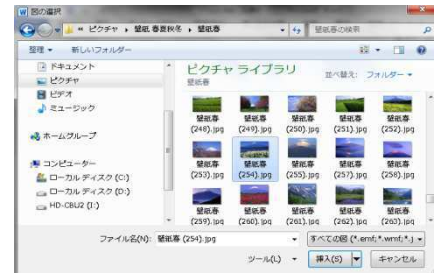 図の選択
ピクチャ ▸ 壁紙 春夏秋冬 ▸ 壁紙春
壁紙春の検索
整理 新しいフォルダー
ドキュメント
ピクチャ
ビデオ
ミュージック
ホームグループ
コンピューター
ローカル ディスク (C:)
ローカル ディスク (D:)
HD-CBU2 (I:)
ピクチャ ライブラリ
壁紙春
並べ替え: フォルダー
壁紙春 (248).jpg 壁紙春 (249).jpg 壁紙春 (250).jpg 壁紙春 (251).jpg 壁紙春 (252).jpg
壁紙春 (253).jpg 壁紙春 (254).jpg 壁紙春 (255).jpg 壁紙春 (257).jpg 壁紙春 (258).jpg
壁紙春 (259).jpg 壁紙春 (260).jpg 壁紙春 (261).jpg 壁紙春 (262).jpg 壁紙春 (263).jpg
ファイル名(N): 壁紙春 (254).jpg
すべての図 (*.emf;*.wmf;*.j
ツール(L) 挿入(S) キャンセル